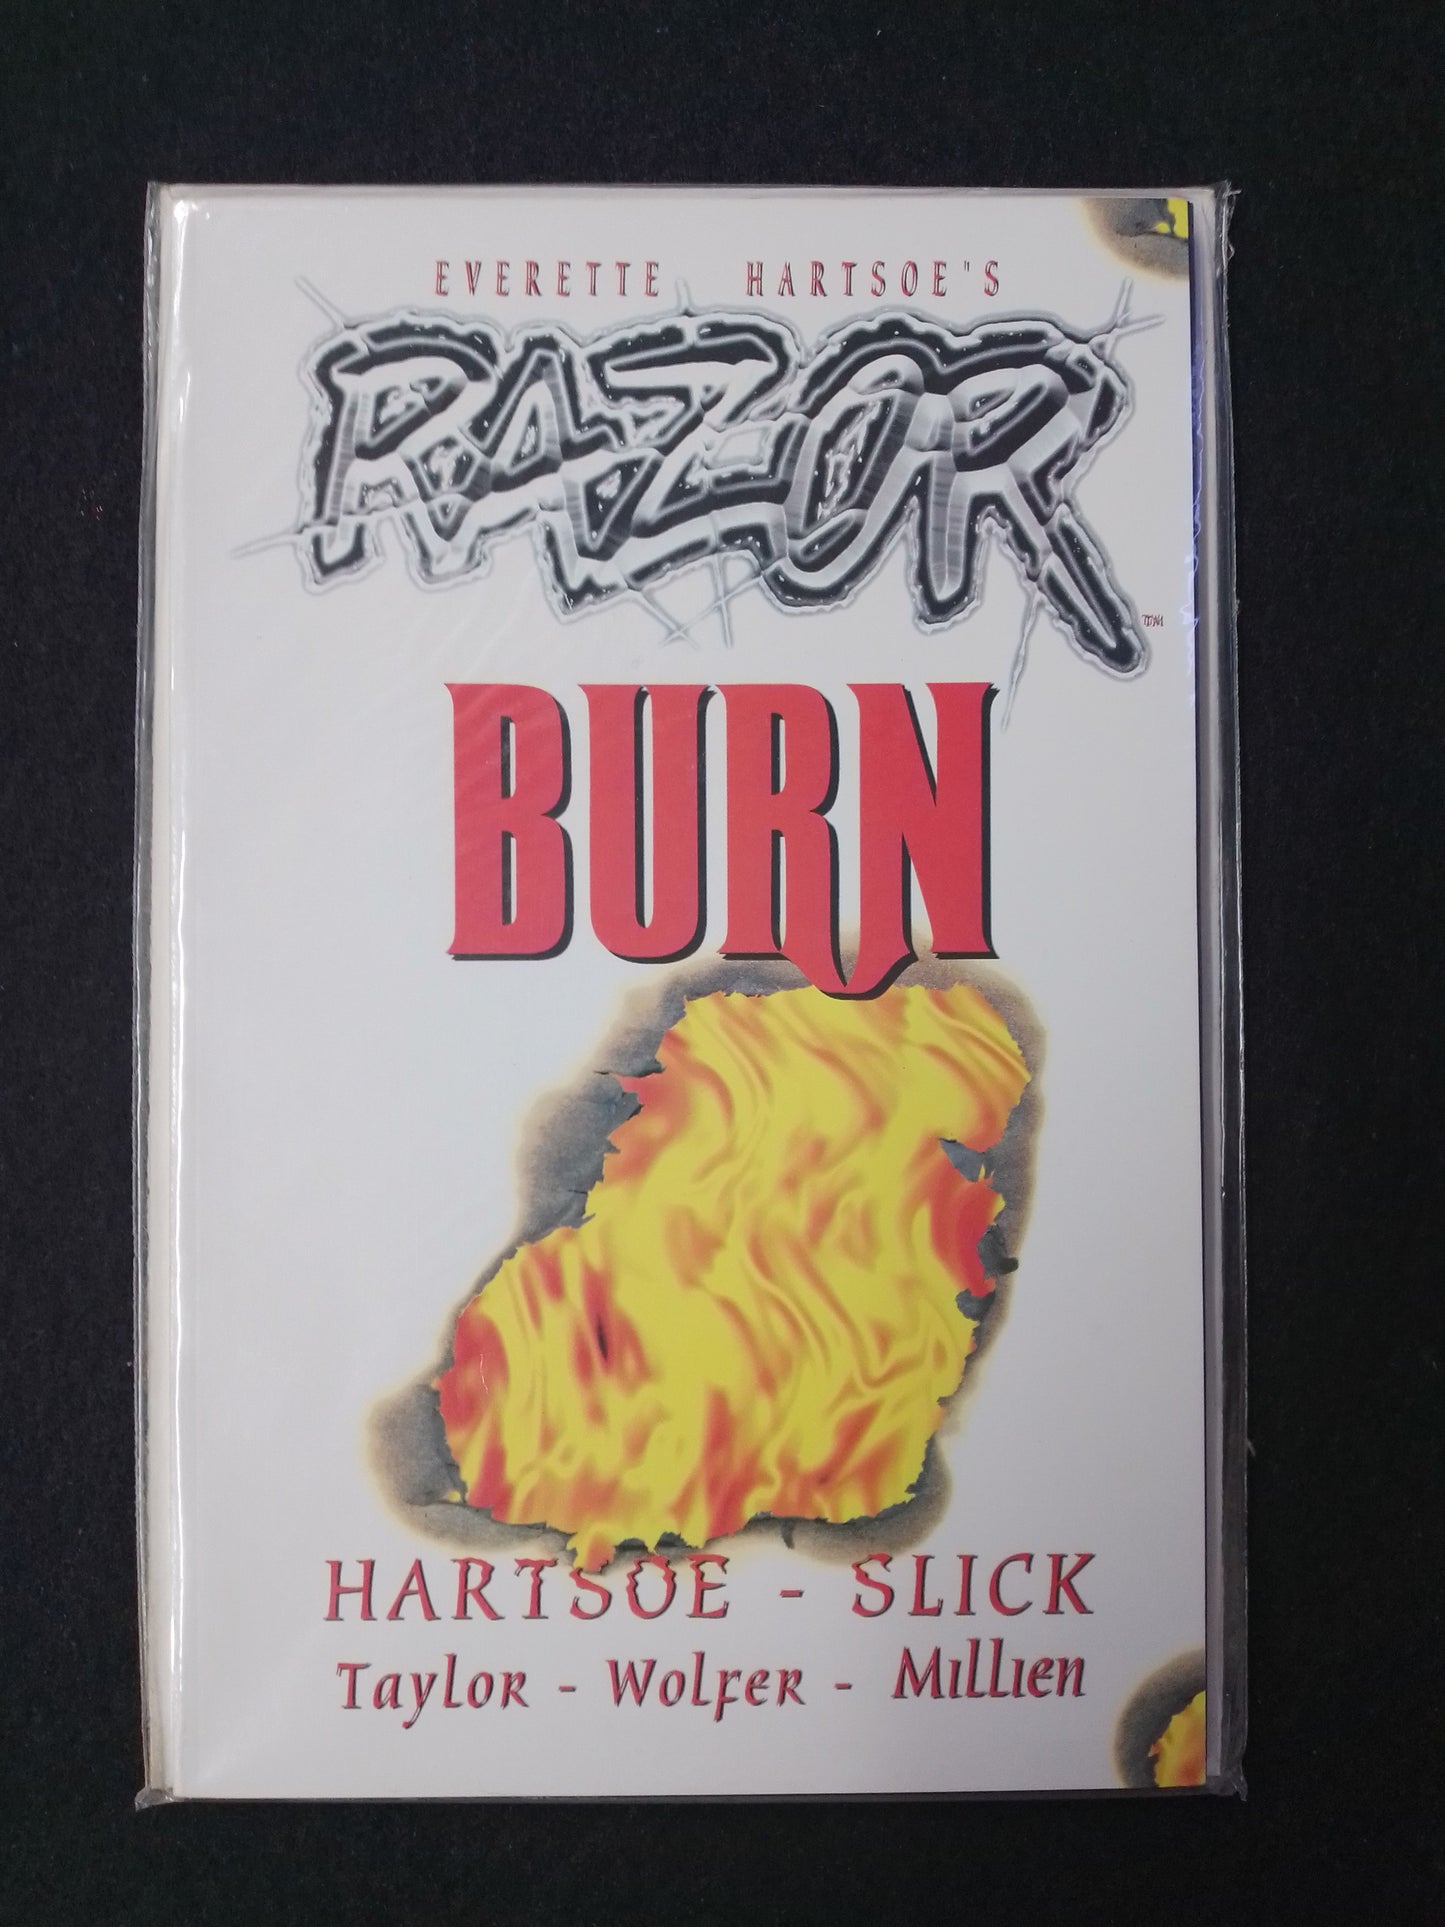 EVERETTE HARTSOE"S
RAZOR
TM
BURN
HARTSOE - SLICK
Taylor - Wolfer - Millien